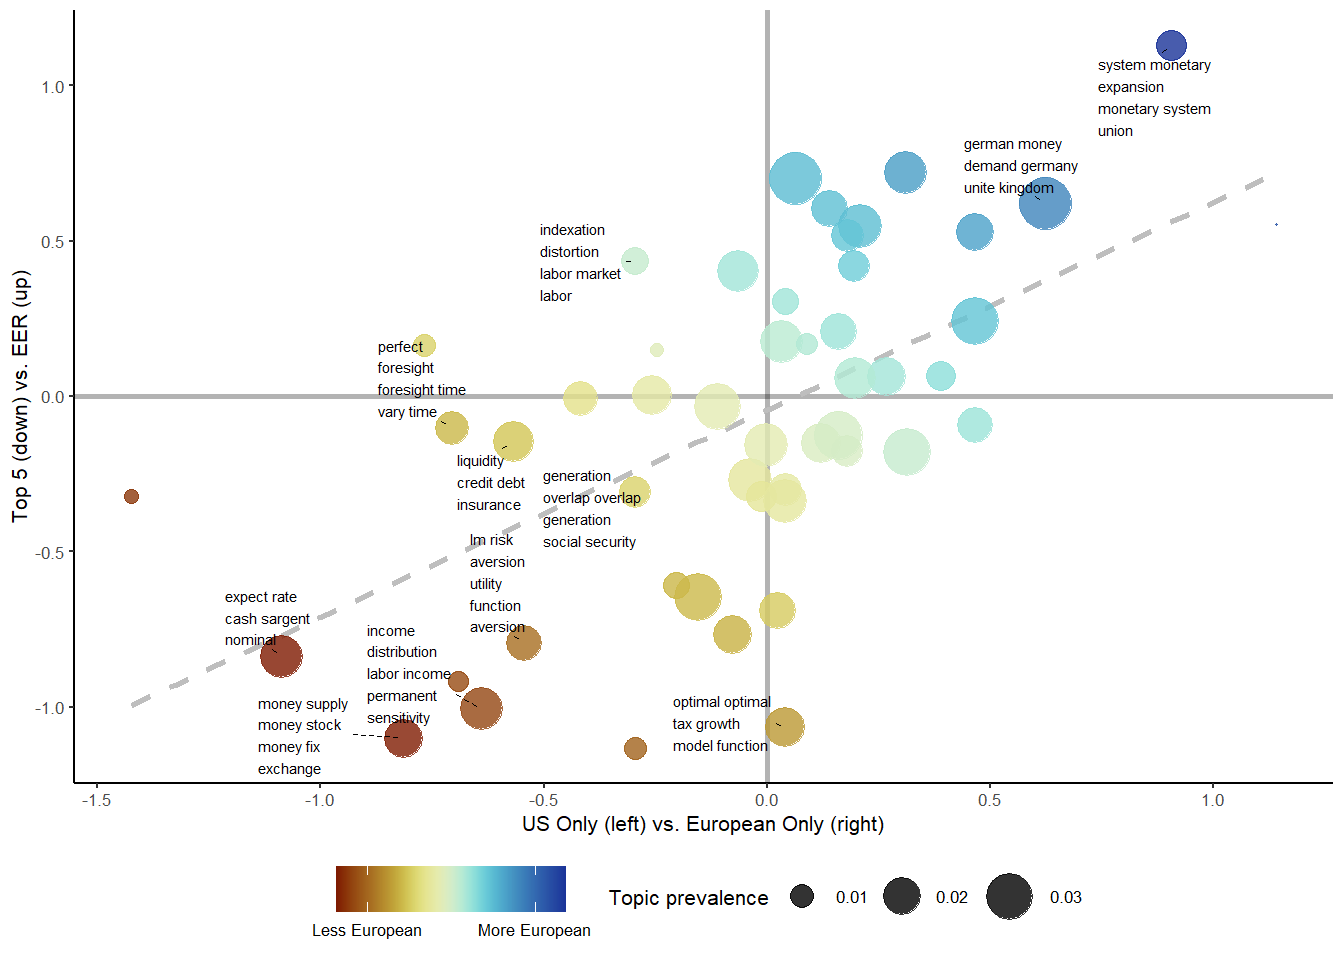 system monetary
expansion
monetary system
union
german money
demand germany
unite kingdom
indexation
distortion
labor market
labor
perfect
foresight
foresight time
vary time
liquidity
credit debt
insurance
generation
overlap overlap
generation
social security
lm risk
aversion
utility
function
aversion
expect rate
cash sargent
nominal
income
distribution
labor income
permanent
sensitivity
money supply
money stock
money fix
exchange
optimal optimal
tax growth
model function
Top 5 (down) vs. EER (up)
1.0
0.5
0.0
-0.5
-1.0
-1.5
-1.0
-0.5
0.0
0.5
1.0
US Only (left) vs. European Only (right)
Less European
More European
Topic prevalence
0.01
0.02
0.03